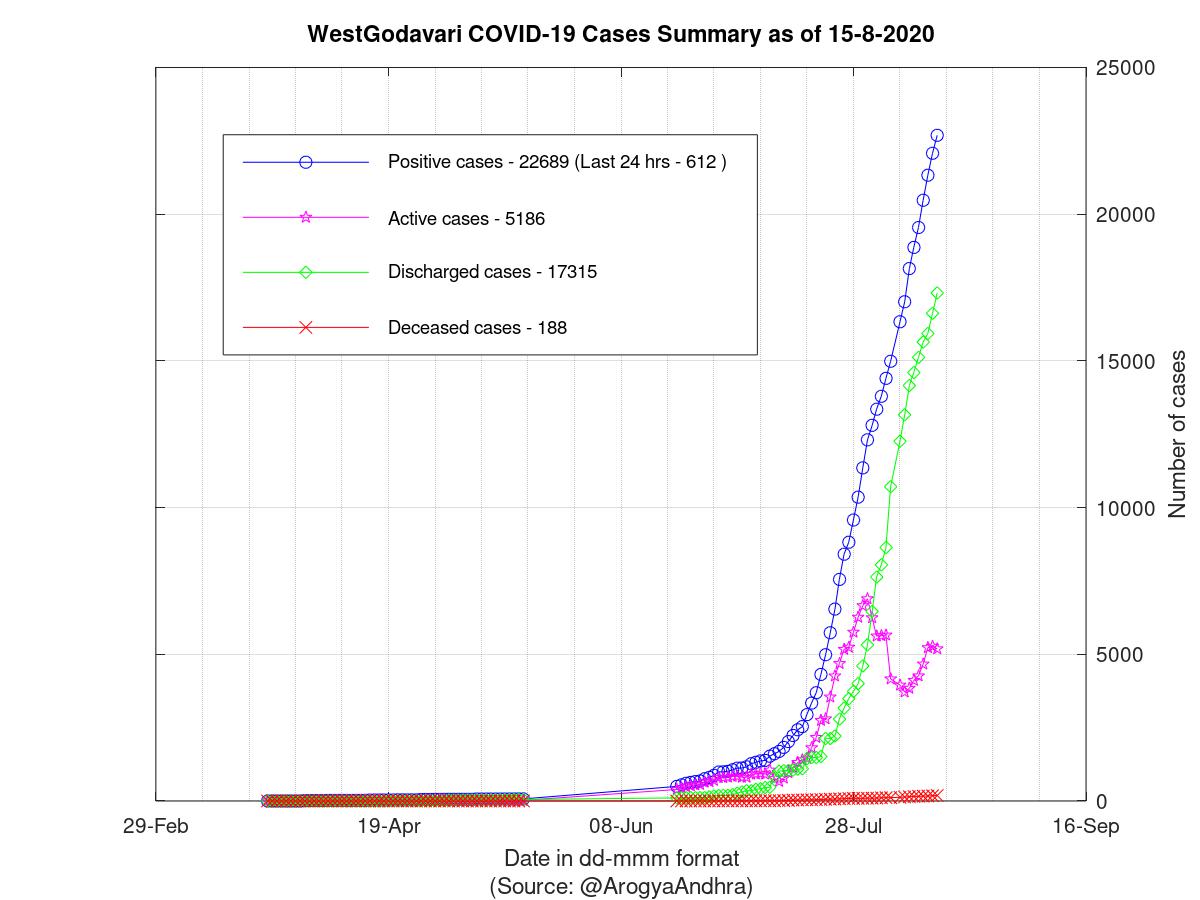 WestGodavari COVID-19 Cases Summary as of 15-8-2020
25000
Positive cases - 22689 (Last 24 hrs - 612 )
20000
Active cases - 5186
Discharged cases - 17315
Deceased cases - 188
15000
Number of cases
10000
5000
0
29-Feb 19-Apr 08-Jun 28-Jul 16-Sep
Date in dd-mmm format
(Source: @ArogyaAndhra)